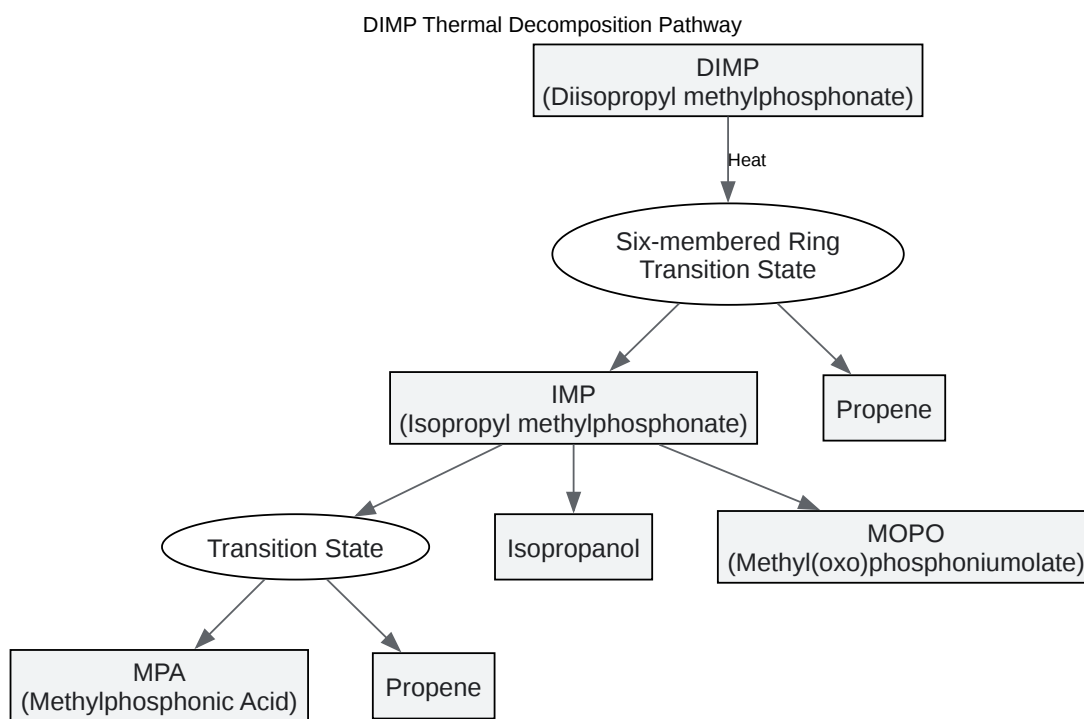 DIMP Thermal Decomposition Pathway
DIMP
(Diisopropyl methylphosphonate)
Heat
Six-membered Ring
Transition State
IMP
(Isopropyl methylphosphonate)
Propene
Transition State
Isopropanol
MOPO
(Methyl(oxo)phosphoniumolate)
MPA
(Methylphosphonic Acid)
Propene